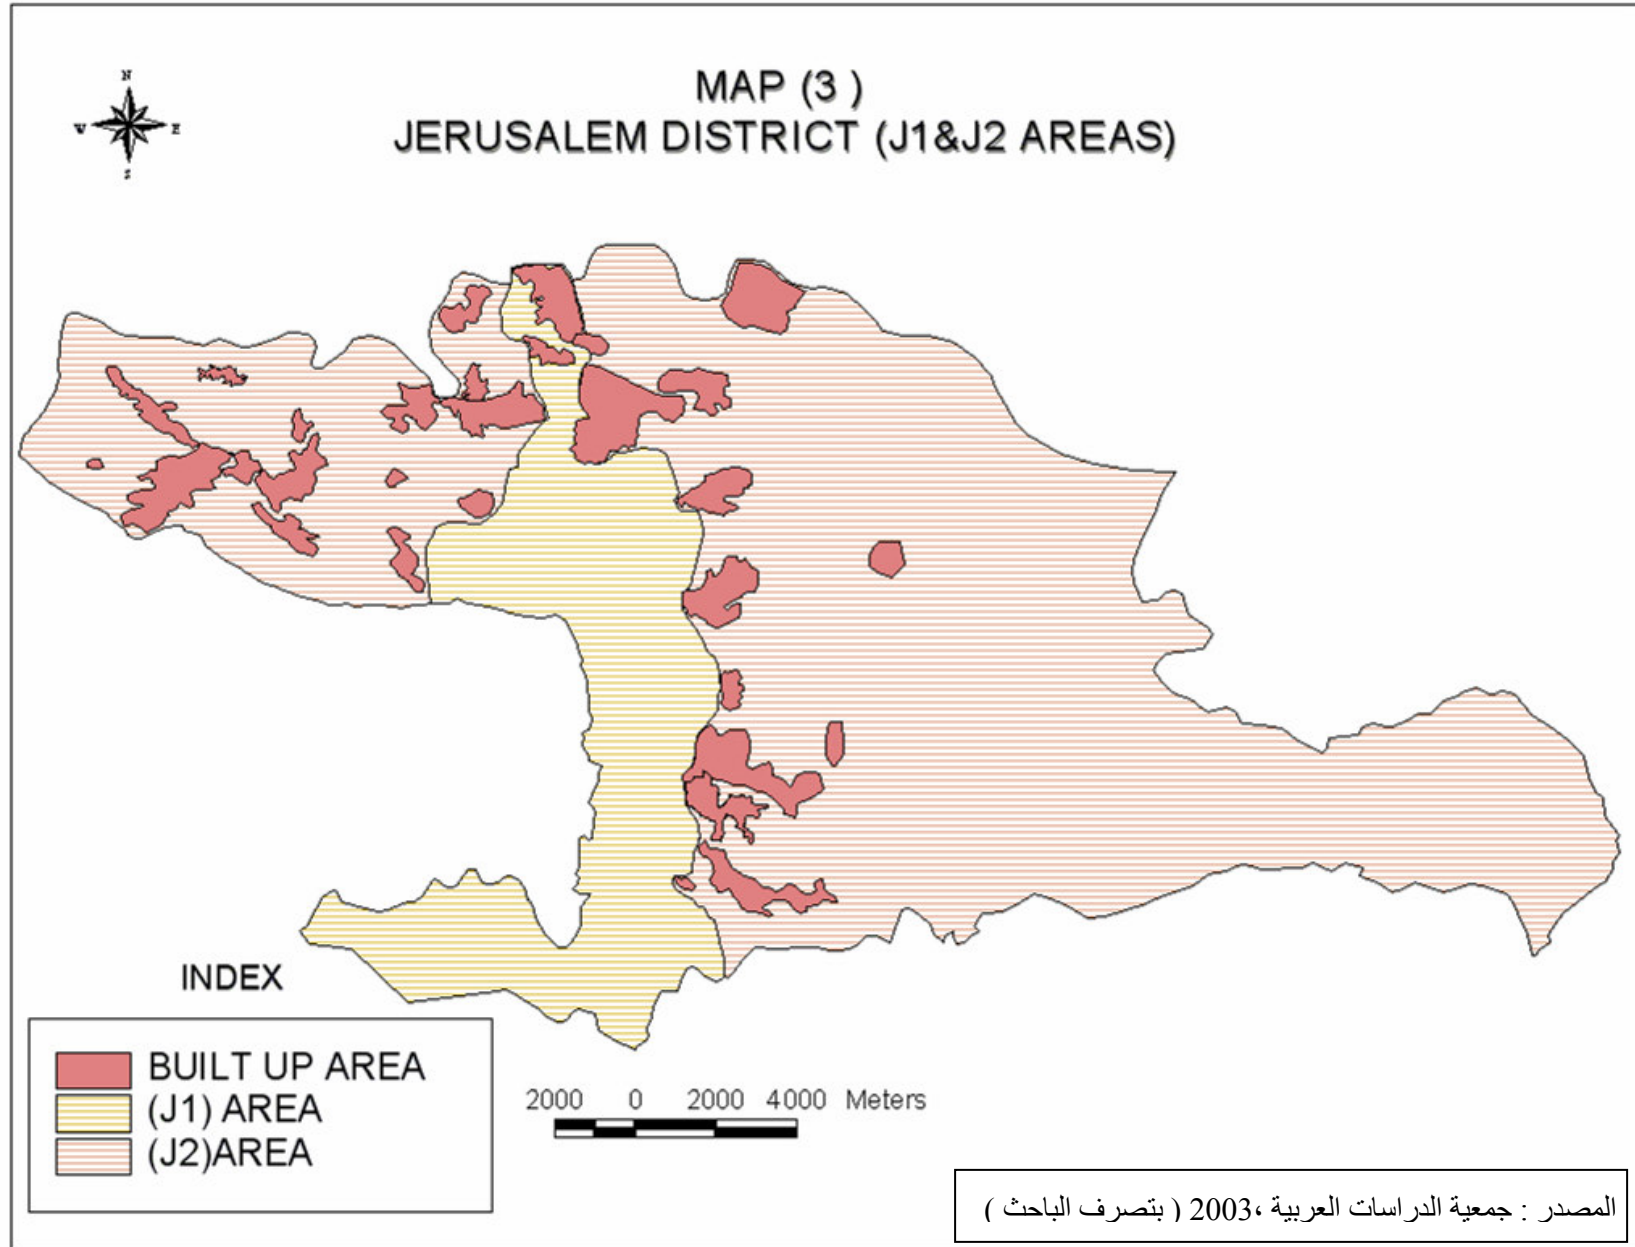 N
W E
S
MAP (3 )
JERUSALEM DISTRICT (J1&J2 AREAS)
INDEX
BUILT UP AREA
(J1) AREA
(J2)AREA
2000 0 2000 4000 Meters
المصدر : جمعية الدراسات العربية ،2003 ( بتصرف الباحث )